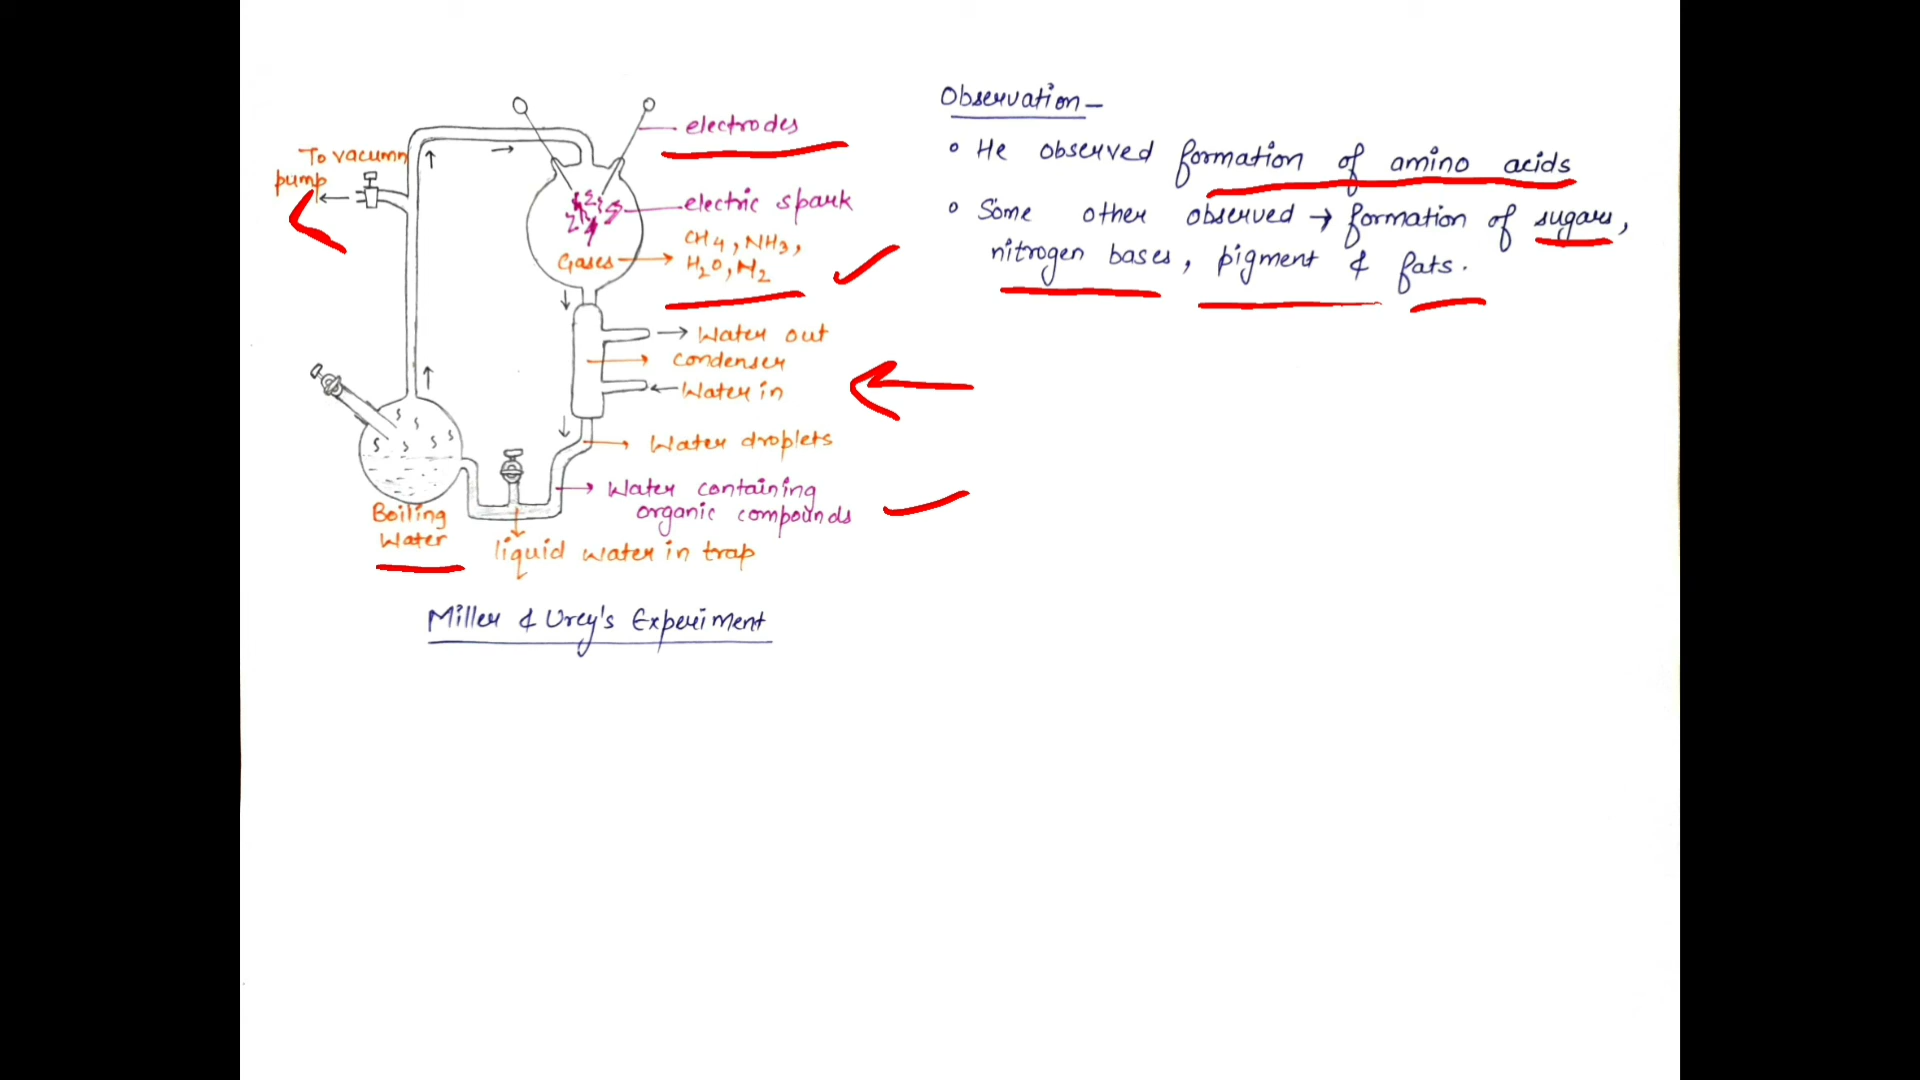 To vacumn
pump
electrodes
electric spark
Gases
CH4, NH3,
H2O, N2
Water out
Condenser
Water in
Water droplets
Water containing
organic compounds
Boiling
Water
liquid water in trap
Miller & Urey's Experiment
Observation-
• He observed formation of amino acids
• Some other observed → formation of sugars,
nitrogen bases, pigment & fats.